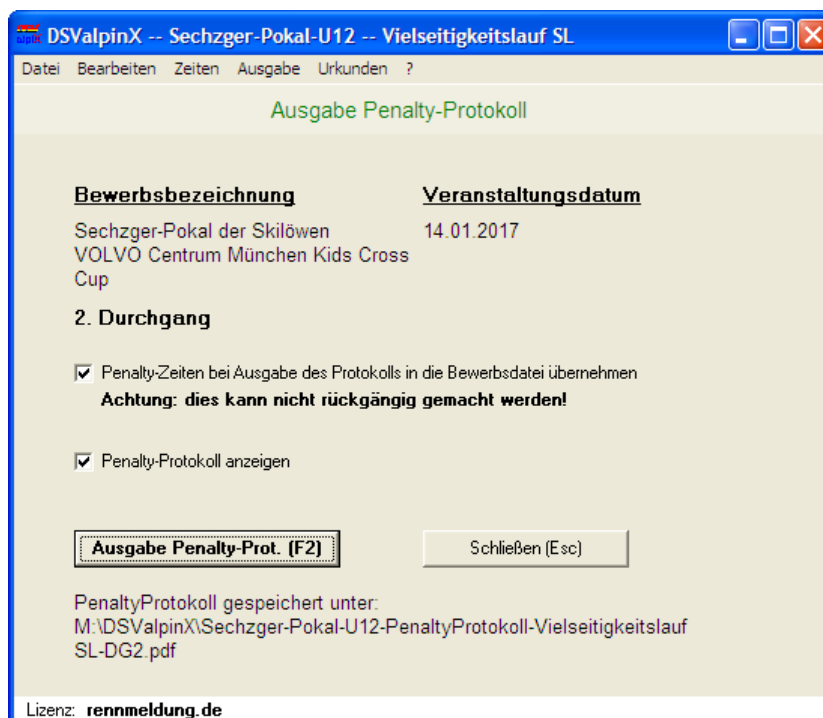 DSValpinX -- Sechzger-Pokal-U12 -- Vielseitigkeitslauf SL
Datei Bearbeiten Zeiten Ausgabe Urkunden ?
Ausgabe Penalty-Protokoll
Bewerbsbezeichnung Veranstaltungsdatum
Sechzger-Pokal der Skilöwen 14.01.2017
VOLVO Centrum München Kids Cross
Cup
2. Durchgang
Penalty-Zeiten bei Ausgabe des Protokolls in die Bewerbsdatei übernehmen
Achtung: dies kann nicht rückgängig gemacht werden!
Penalty-Protokoll anzeigen
Ausgabe Penalty-Prot. (F2) Schließen (Esc)
PenaltyProtokoll gespeichert unter:
M:\DSValpinX\Sechzger-Pokal-U12-PenaltyProtokoll-Vielseitigkeitslauf
SL-DG2.pdf
Lizenz: rennmeldung.de